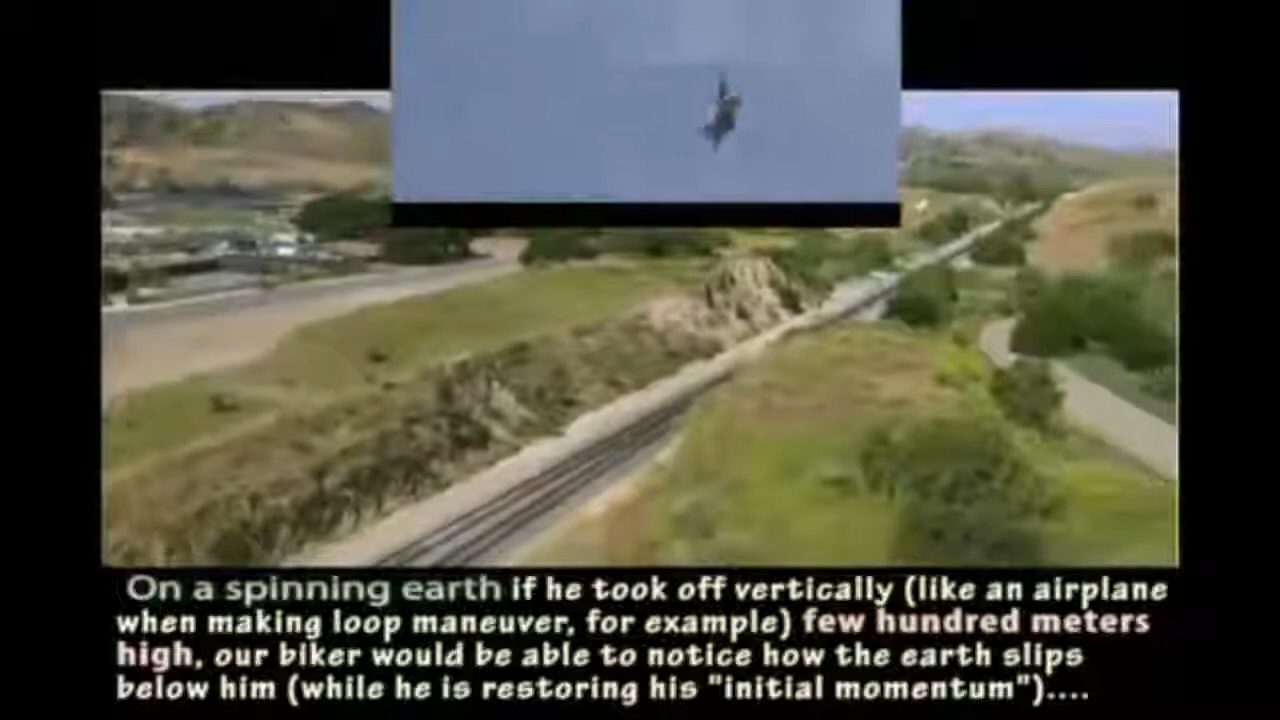 On a spinning earth if he took off vertically (like an airplane
when making loop maneuver, for example) few hundred meters
high, our biker would be able to notice how the earth slips
below him (while he is restoring his "initial momentum")....